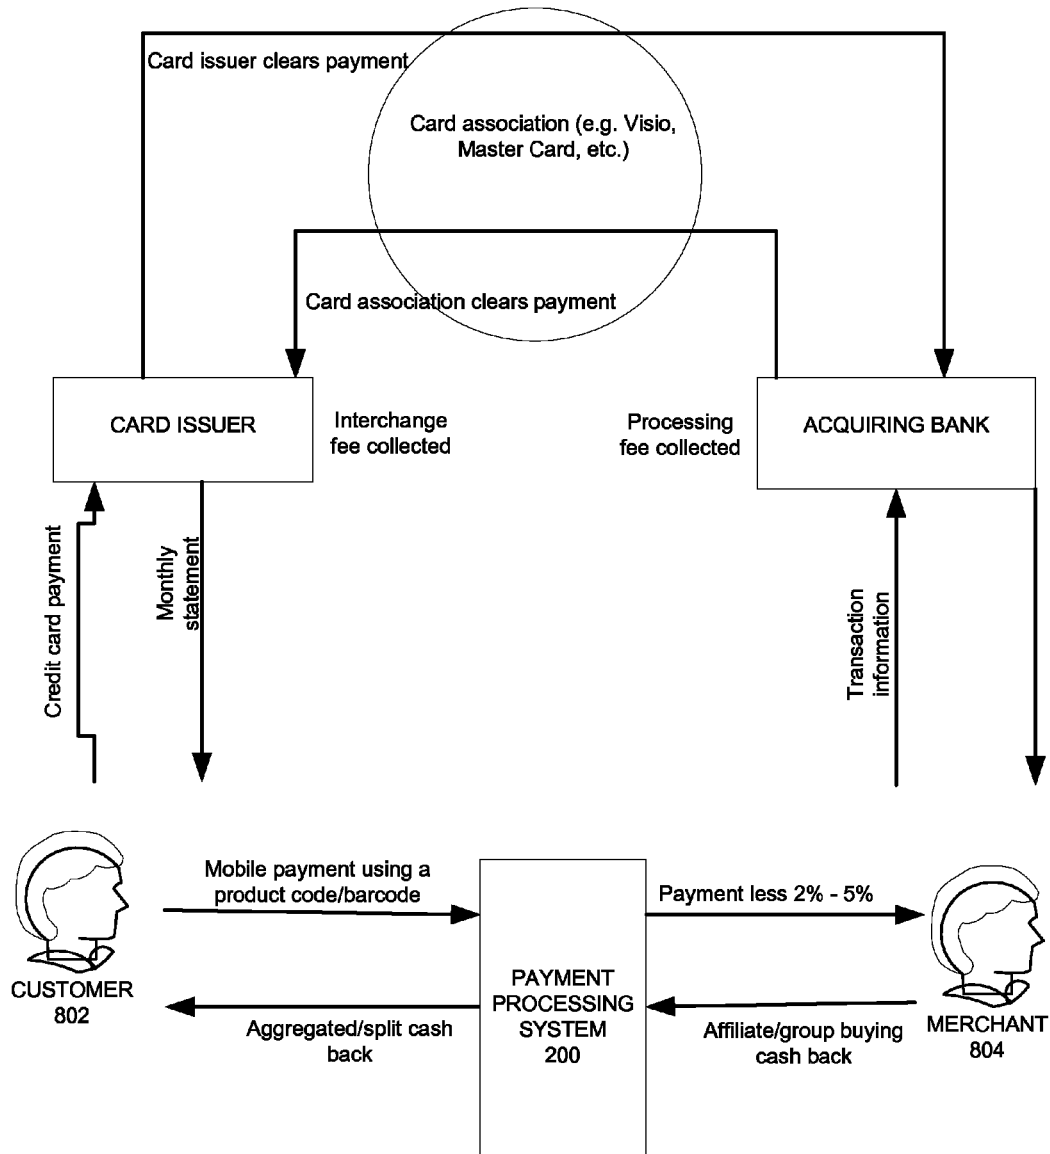 Card issuer clears payment
Card association (e.g. Visio,
Master Card, etc.)
Card association clears payment
CARD ISSUER
Interchange
fee collected
Processing
fee collected
ACQUIRING BANK
Credit card payment
Monthly
statement
Transaction
information
Mobile payment using a
product code/barcode
Payment less 2% - 5%
CUSTOMER
802
PAYMENT
PROCESSING
SYSTEM
200
MERCHANT
804
Aggregated/split cash
back
Affiliate/group buying
cash back